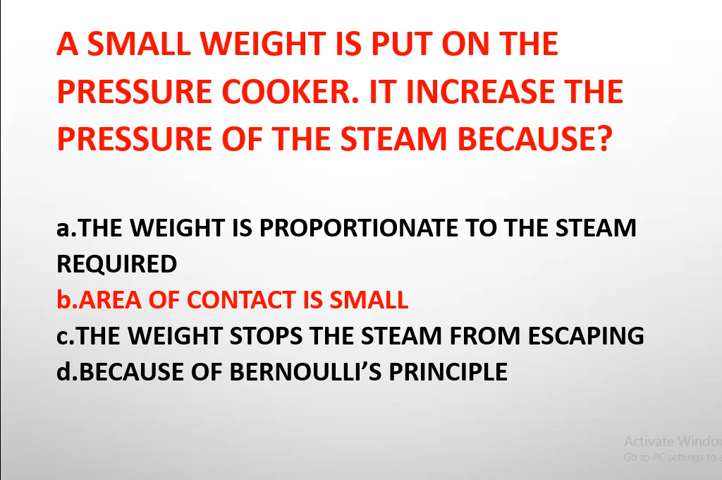 A SMALL WEIGHT IS PUT ON THE
PRESSURE COOKER. IT INCREASE THE
PRESSURE OF THE STEAM BECAUSE?
a.THE WEIGHT IS PROPORTIONATE TO THE STEAM
REQUIRED
b.AREA OF CONTACT IS SMALL
c.THE WEIGHT STOPS THE STEAM FROM ESCAPING
d.BECAUSE OF BERNOULLI’S PRINCIPLE
Activate Windo
Go to PC settings to